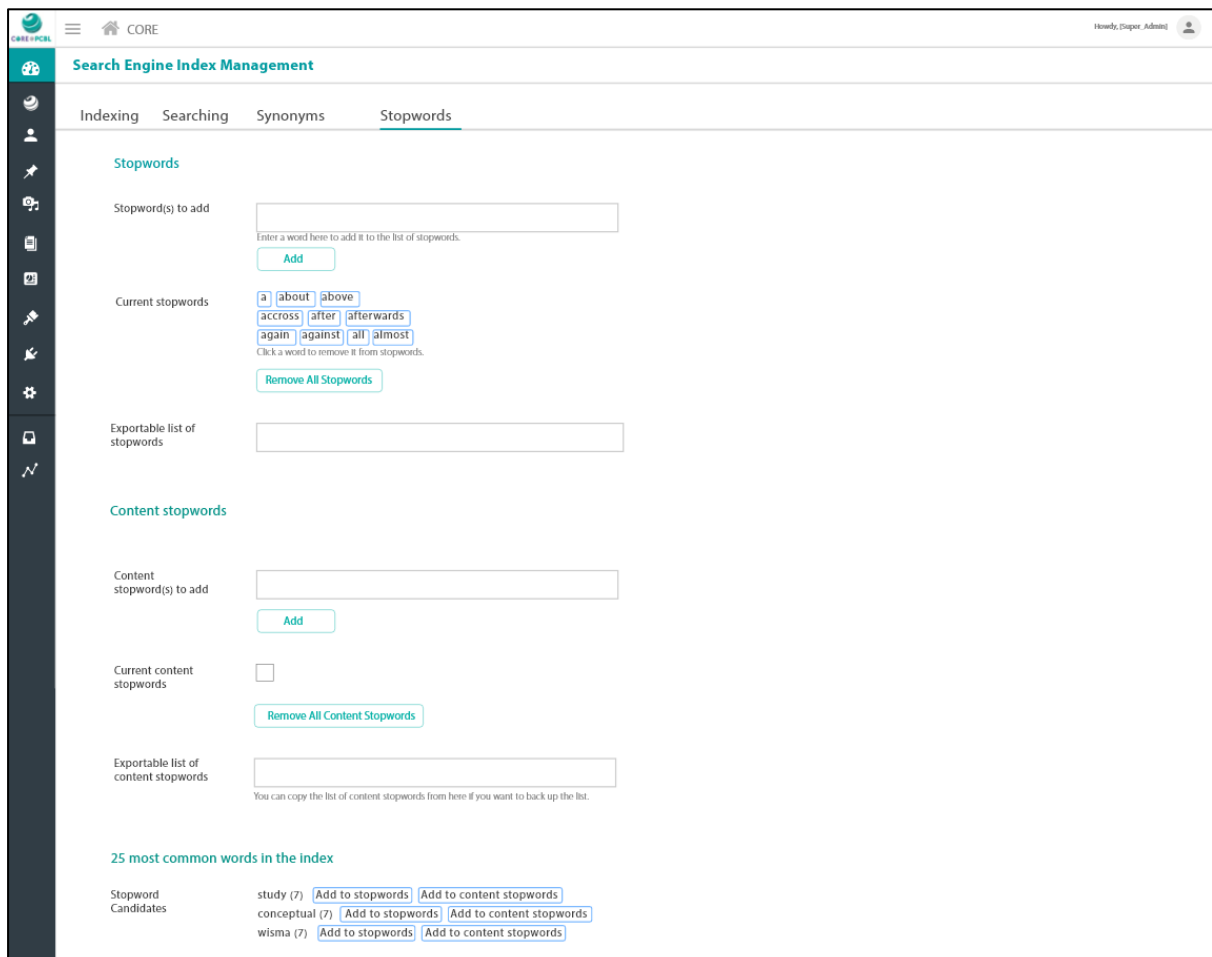 CORE PCBL
CORE
Howdy, [Super_Admin]
Search Engine Index Management
Indexing Searching Synonyms Stopwords
Stopwords
Stopword(s) to add
Enter a word here to add it to the list of stopwords.
Add
Current stopwords
a about above
accross after afterwards
again against all almost
Click a word to remove it from stopwords.
Remove All Stopwords
Exportable list of
stopwords
Content stopwords
Content
stopword(s) to add
Add
Current content
stopwords
Remove All Content Stopwords
Exportable list of
content stopwords
You can copy the list of content stopwords from here if you want to back up the list.
25 most common words in the index
Stopword
Candidates
study (7) Add to stopwords Add to content stopwords
conceptual (7) Add to stopwords Add to content stopwords
wisma (7) Add to stopwords Add to content stopwords